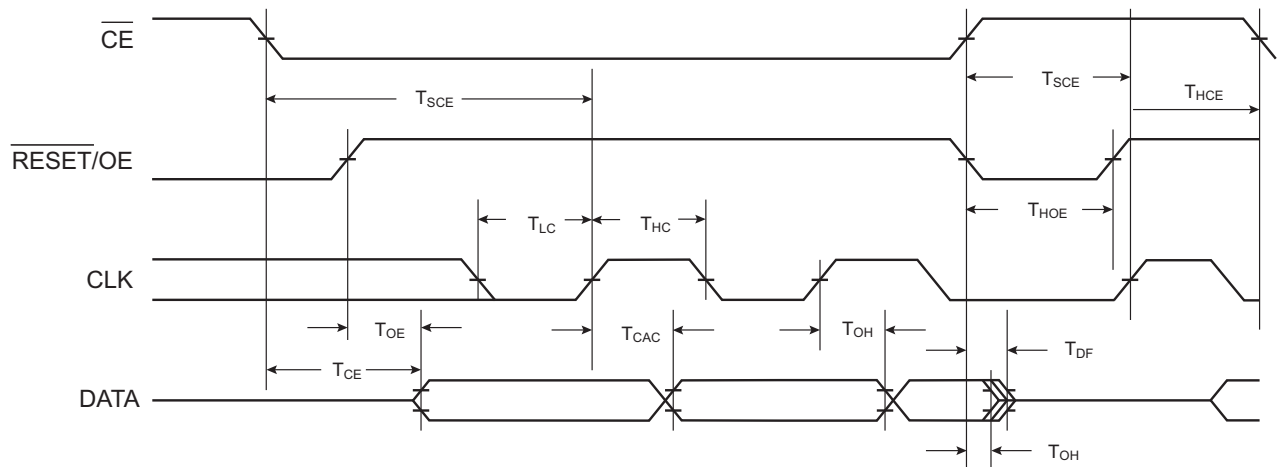 CE
TSCE
TSCE
THCE
RESET/OE
TLC
THC
THOE
CLK
TOE
TCAC
TOH
TDF
TCE
DATA
TOH